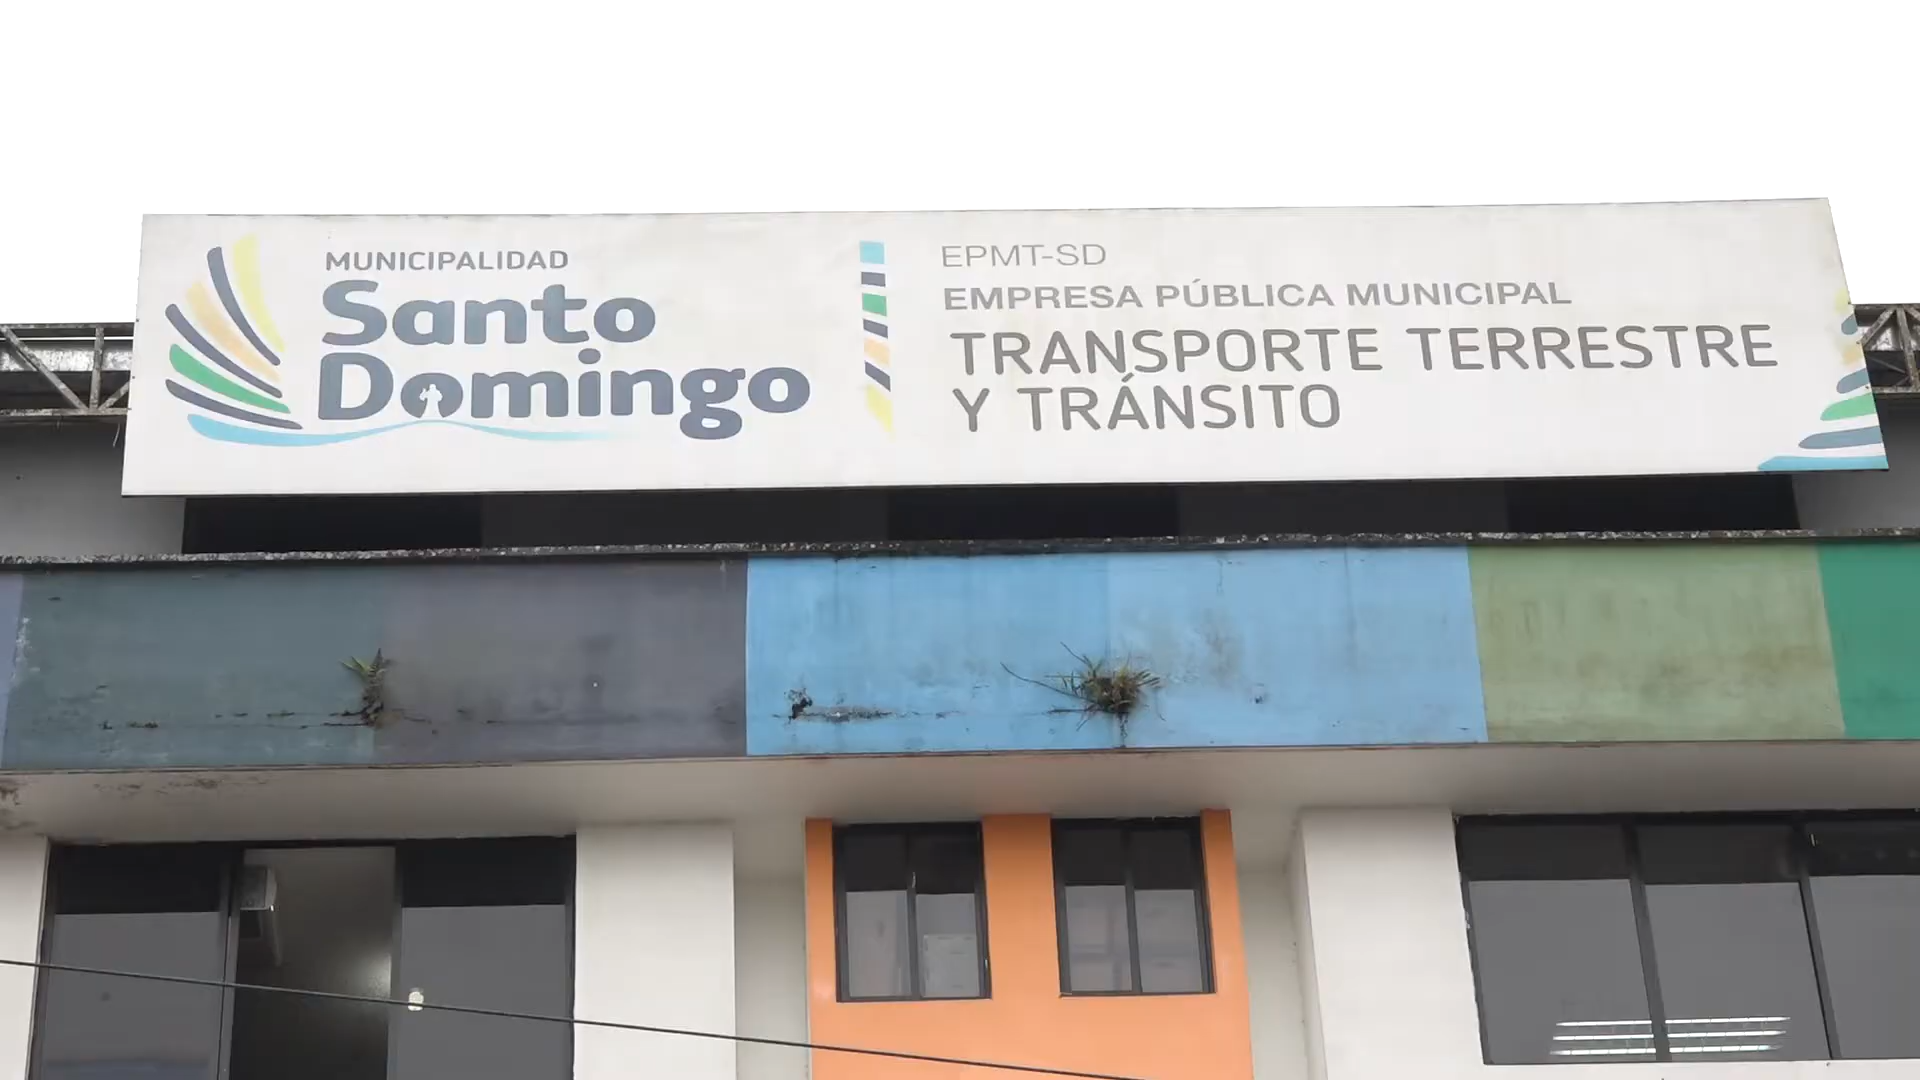 MUNICIPALIDAD
Santo
Domingo
EPMT-SD
EMPRESA PÚBLICA MUNICIPAL
TRANSPORTE TERRESTRE
Y TRÁNSITO